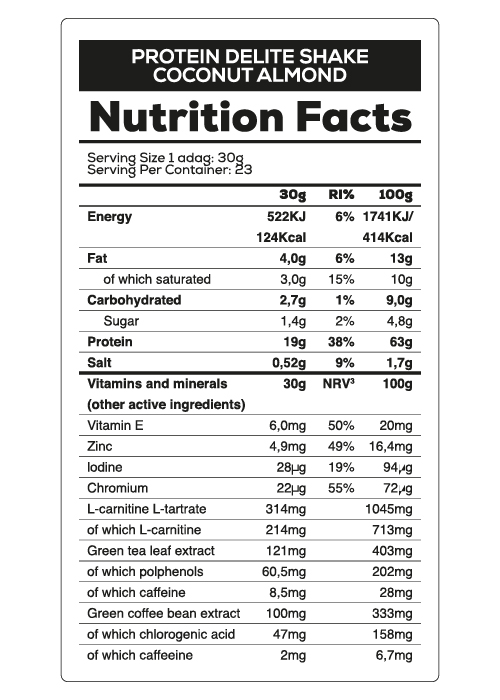 PROTEIN DELITE SHAKE
COCONUT ALMOND
Nutrition Facts
Serving Size 1 adag: 30g
Serving Per Container: 23
30g RI% 100g
Energy 522KJ 6% 1741KJ/
124Kcal 414Kcal
Fat 4,0g 6% 13g
of which saturated 3,0g 15% 10g
Carbohydrated 2,7g 1% 9,0g
Sugar 1,4g 2% 4,8g
Protein 19g 38% 63g
Salt 0,52g 9% 1,7g
Vitamins and minerals 30g NRV³ 100g
(other active ingredients)
Vitamin E 6,0mg 50% 20mg
Zinc 4,9mg 49% 16,4mg
Iodine 28µg 19% 94µg
Chromium 22µg 55% 72µg
L-carnitine L-tartrate 314mg 1045mg
of which L-carnitine 214mg 713mg
Green tea leaf extract 121mg 403mg
of which polphenols 60,5mg 202mg
of which caffeine 8,5mg 28mg
Green coffee bean extract 100mg 333mg
of which chlorogenic acid 47mg 158mg
of which caffeeine 2mg 6,7mg